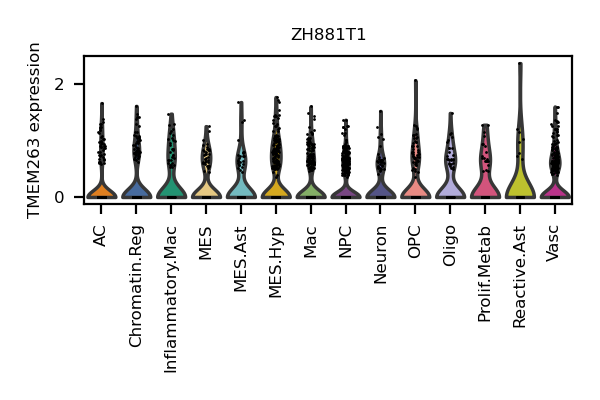 ZH881T1
TMEM263 expression
2
0
AC
Chromatin.Reg
Inflammatory.Mac
MES
MES.Ast
MES.Hyp
Mac
NPC
Neuron
OPC
Oligo
Prolif.Metab
Reactive.Ast
Vasc